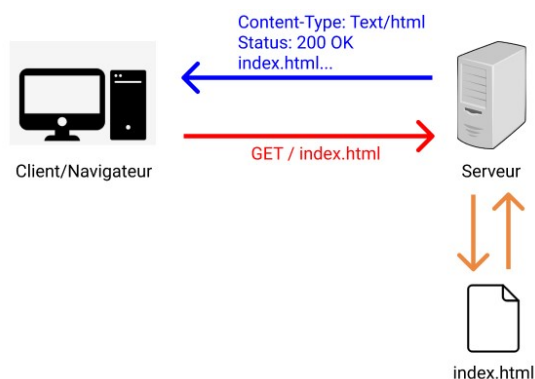 Content-Type: Text/html
Status: 200 OK
index.html...
GET / index.html
Client/Navigateur
Serveur
index.html